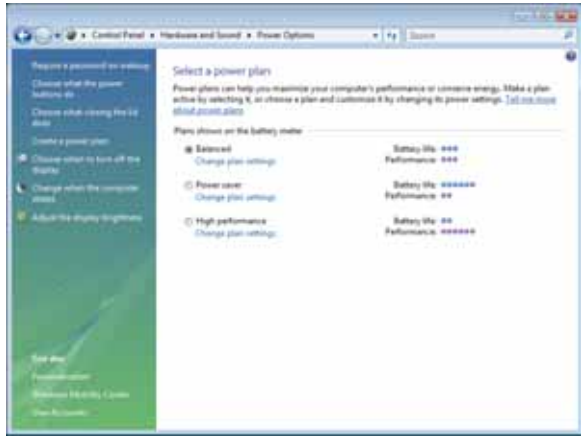 Control Panel ▸ Hardware and Sound ▸ Power Options
Search
Require a password on wakeup
Choose what the power buttons do
Choose what closing the lid does
Create a power plan
Choose when to turn off the display
Change when the computer sleeps
Adjust the display brightness
See also
Personalization
Windows Mobility Center
User Accounts
Select a power plan
Power plans can help you maximize your computer's performance or conserve energy. Make a plan
active by selecting it, or choose a plan and customize it by changing its power settings. Tell me more
about power plans
Plans shown on the battery meter
Balanced
Change plan settings
Battery life:
Performance:
Power saver
Change plan settings
Battery life:
Performance:
High performance
Change plan settings
Battery life:
Performance: